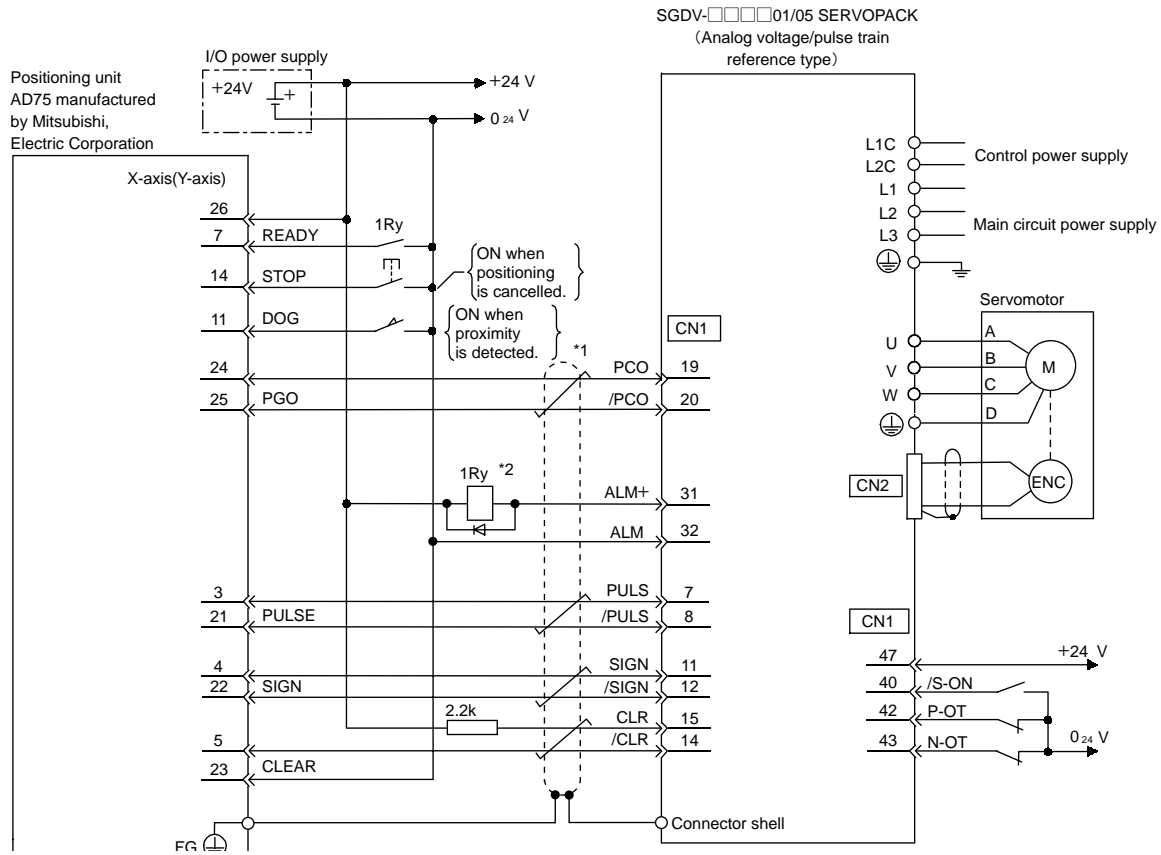 SGDV-□□□□01/05 SERVOPACK
(Analog voltage/pulse train
reference type)
I/O power supply
+24V
+
+24 V
0 24 V
Positioning unit
AD75 manufactured
by Mitsubishi,
Electric Corporation
X-axis(Y-axis)
26
7 READY
1Ry
14 STOP
ON when
positioning
is cancelled.
11 DOG
ON when
proximity
is detected.
*1
24
PCO 19
25 PGO
/PCO 20
1Ry *2
ALM+ 31
ALM 32
3
PULS 7
21 PULSE
/PULS 8
4
SIGN 11
22 SIGN
/SIGN 12
2.2k
CLR 15
5
/CLR 14
23 CLEAR
Connector shell
FG
CN1
L1C
L2C
Control power supply
L1
L2
L3
Main circuit power supply
Servomotor
U A
V B
W C
D
M
CN2
ENC
CN1
47 +24 V
40 /S-ON
42 P-OT
43 N-OT
0 24 V